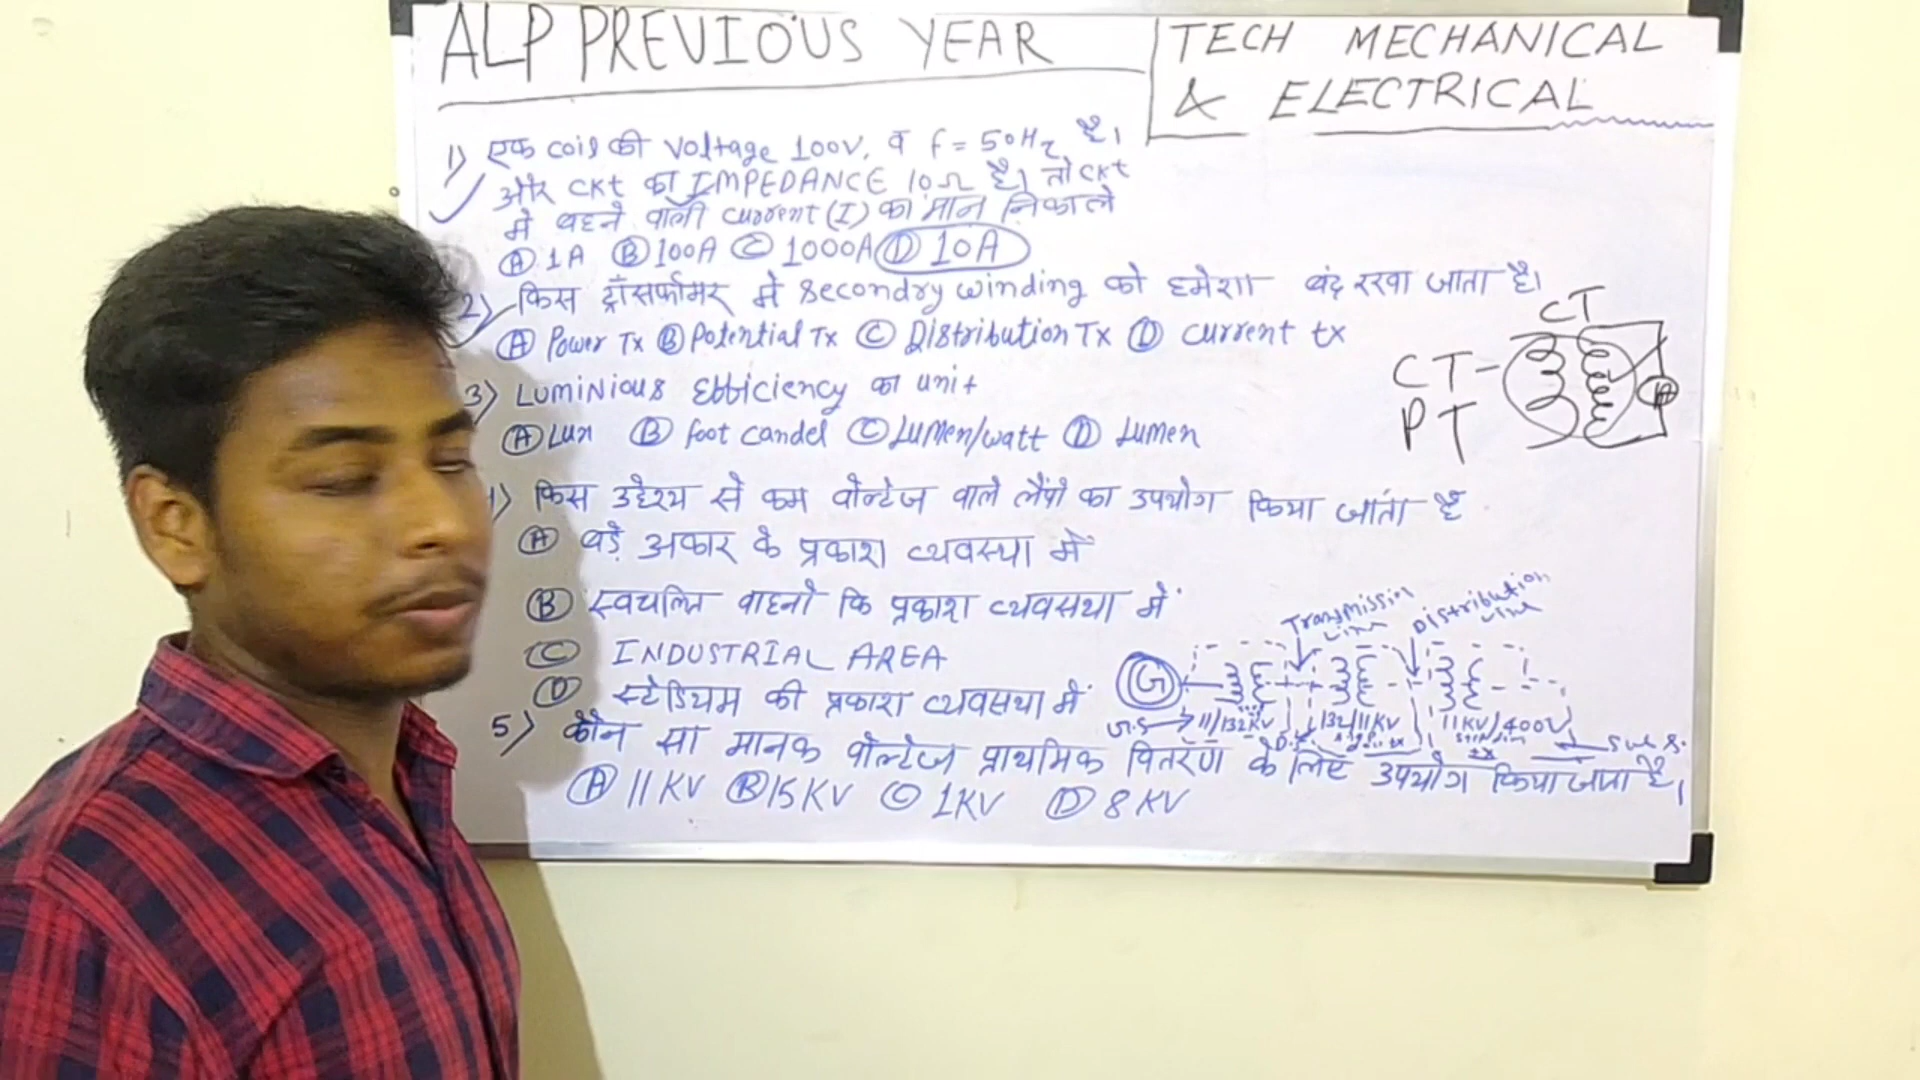 ALP PREVIOUS YEAR
TECH MECHANICAL
& ELECTRICAL
1) एक coil की Voltage 100V, व f = 50Hz है।
और ckt का IMPEDANCE 10Ω है। तो ckt
मे बहने वाली current (I) का मान निकाले
Ⓐ 1A Ⓑ 100A Ⓒ 1000A Ⓓ 10A
2) किस ट्राँसर्फामर मे secondry winding को हमेशा बंद रखा जाता है।
Ⓐ Power Tx Ⓑ Potential Tx Ⓒ Distribution Tx Ⓓ current tx
CT
CT-
PT
A
3) LUMINIOUS Efficiency का unit
Ⓐ Lux Ⓑ foot candel Ⓒ Lumen/watt Ⓓ Lumen
4) किस उद्देश्य से कम वोल्टेज वाले लैंपो का उपयोग किया जाता है
Ⓐ बड़े अकार के प्रकाश व्यवस्था में
Ⓑ स्वचलित वाहनो कि प्रकाश व्यवसथा में
Ⓒ INDUSTRIAL AREA
Ⓓ स्टेडियम की प्रकाश व्यवसथा में
Transmission Line
Distribution Line
G
11/132KV 132/11KV 11KV/400V
5) कौन सा मानक वोल्टेज प्राथमिक वितरण के लिए उपयोग किया जाता है।
Ⓐ 11KV Ⓑ 15KV Ⓒ 1KV Ⓓ 8KV